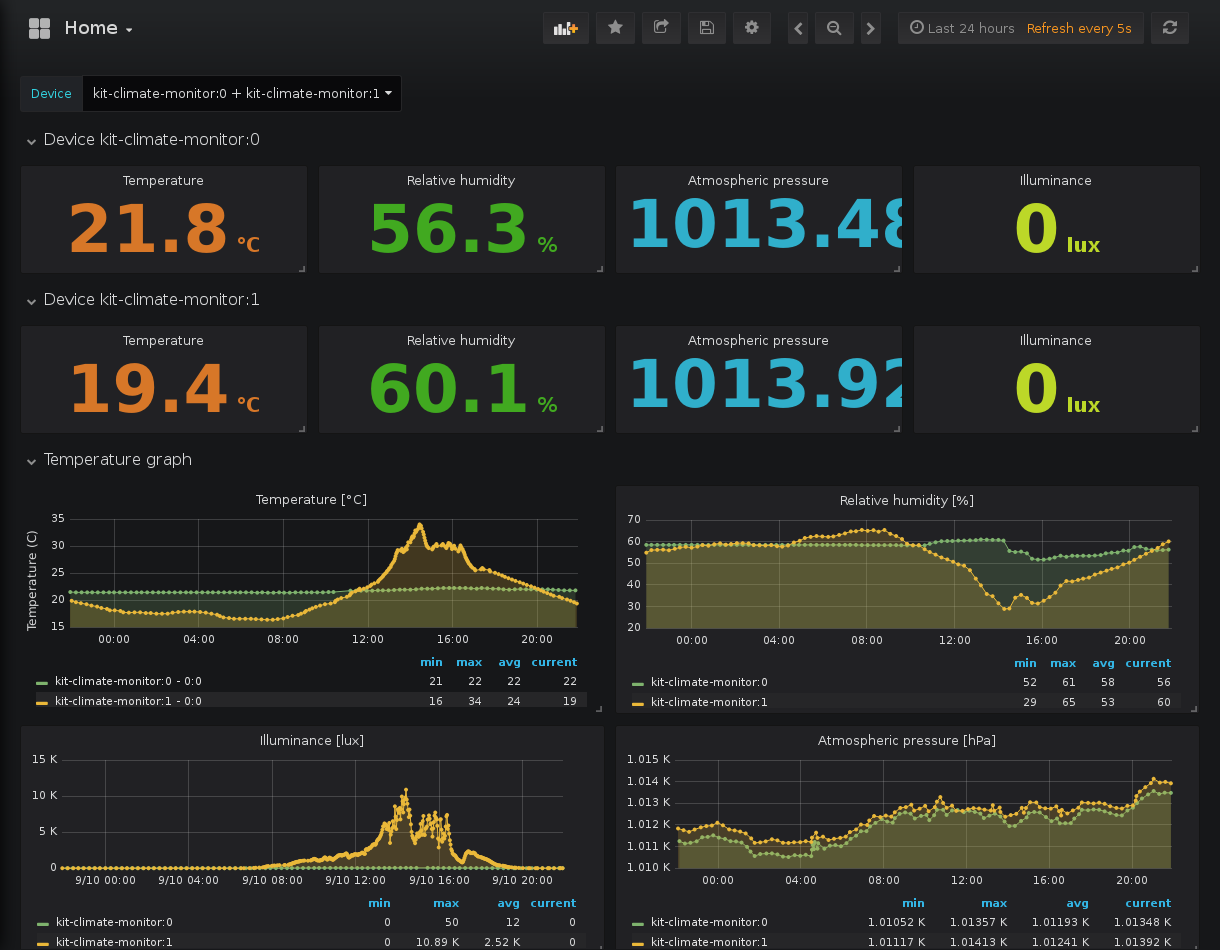 Home
Last 24 hours Refresh every 5s
Device kit-climate-monitor:0 + kit-climate-monitor:1
Device kit-climate-monitor:0
Temperature Relative humidity Atmospheric pressure Illuminance
21.8 °C 56.3 % 1013.48 0 lux
Device kit-climate-monitor:1
Temperature Relative humidity Atmospheric pressure Illuminance
19.4 °C 60.1 % 1013.92 0 lux
Temperature graph
Temperature [°C]
Temperature (C)
35
30
25
20
15
00:00 04:00 08:00 12:00 16:00 20:00
min max avg current
kit-climate-monitor:0 - 0:0 21 22 22 22
kit-climate-monitor:1 - 0:0 16 34 24 19
Relative humidity [%]
70
60
50
40
30
20
00:00 04:00 08:00 12:00 16:00 20:00
min max avg current
kit-climate-monitor:0 52 61 58 56
kit-climate-monitor:1 29 65 53 60
Illuminance [lux]
15 K
10 K
5 K
0
9/10 00:00 9/10 04:00 9/10 08:00 9/10 12:00 9/10 16:00 9/10 20:00
min max avg current
kit-climate-monitor:0 0 50 12 0
kit-climate-monitor:1 0 10.89 K 2.52 K 0
Atmospheric pressure [hPa]
1.015 K
1.014 K
1.013 K
1.012 K
1.011 K
1.010 K
00:00 04:00 08:00 12:00 16:00 20:00
min max avg current
kit-climate-monitor:0 1.01052 K 1.01357 K 1.01193 K 1.01348 K
kit-climate-monitor:1 1.01117 K 1.01413 K 1.01241 K 1.01392 K